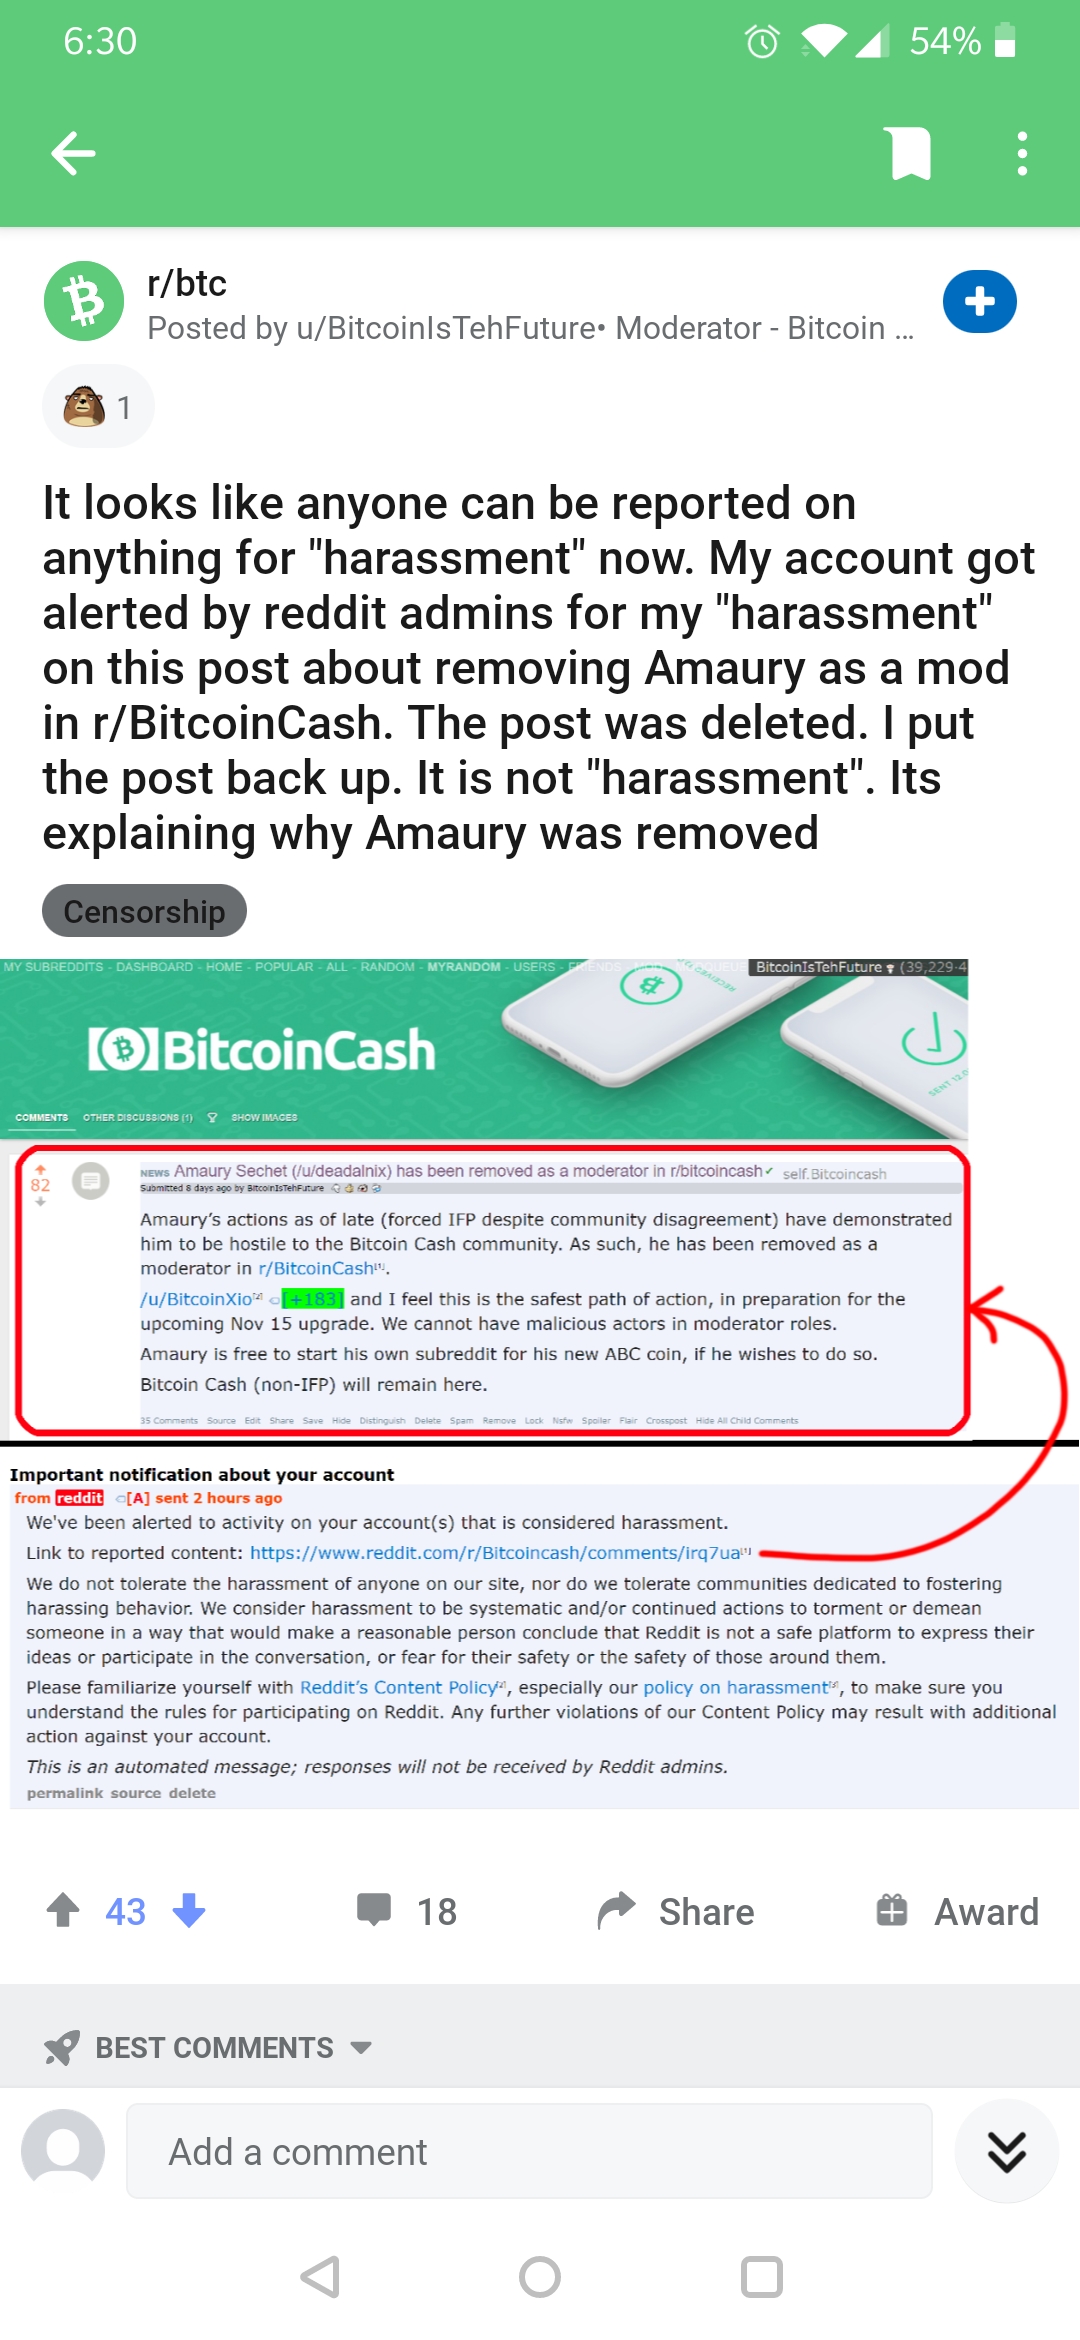 6:30
54%
r/btc
Posted by u/BitcoinIsTehFuture• Moderator - Bitcoin ...
1
It looks like anyone can be reported on
anything for "harassment" now. My account got
alerted by reddit admins for my "harassment"
on this post about removing Amaury as a mod
in r/BitcoinCash. The post was deleted. I put
the post back up. It is not "harassment". Its
explaining why Amaury was removed
Censorship
MY SUBREDDITS - DASHBOARD - HOME - POPULAR - ALL - RANDOM - MYRANDOM - USERS - FRIENDS
BitcoinIsTehFuture (39,229·4
RECEIVED
BitcoinCash
SENT 12.0
COMMENTS OTHER DISCUSSIONS (1) SHOW IMAGES
82
NEWS Amaury Sechet (/u/deadalnix) has been removed as a moderator in r/bitcoincash✔ self.Bitcoincash
Submitted 8 days ago by BitcoinIsTehFuture
Amaury's actions as of late (forced IFP despite community disagreement) have demonstrated
him to be hostile to the Bitcoin Cash community. As such, he has been removed as a
moderator in r/BitcoinCash[1].
/u/BitcoinXio[2] [+183] and I feel this is the safest path of action, in preparation for the
upcoming Nov 15 upgrade. We cannot have malicious actors in moderator roles.
Amaury is free to start his own subreddit for his new ABC coin, if he wishes to do so.
Bitcoin Cash (non-IFP) will remain here.
35 Comments Source Edit Share Save Hide Distinguish Delete Spam Remove Lock Nsfw Spoiler Flair Crosspost Hide All Child Comments
Important notification about your account
from reddit [A] sent 2 hours ago
We've been alerted to activity on your account(s) that is considered harassment.
Link to reported content: https://www.reddit.com/r/Bitcoincash/comments/irq7ua[1]
We do not tolerate the harassment of anyone on our site, nor do we tolerate communities dedicated to fostering
harassing behavior. We consider harassment to be systematic and/or continued actions to torment or demean
someone in a way that would make a reasonable person conclude that Reddit is not a safe platform to express their
ideas or participate in the conversation, or fear for their safety or the safety of those around them.
Please familiarize yourself with Reddit's Content Policy[2], especially our policy on harassment[3], to make sure you
understand the rules for participating on Reddit. Any further violations of our Content Policy may result with additional
action against your account.
This is an automated message; responses will not be received by Reddit admins.
permalink source delete
43
18
Share
Award
BEST COMMENTS
Add a comment